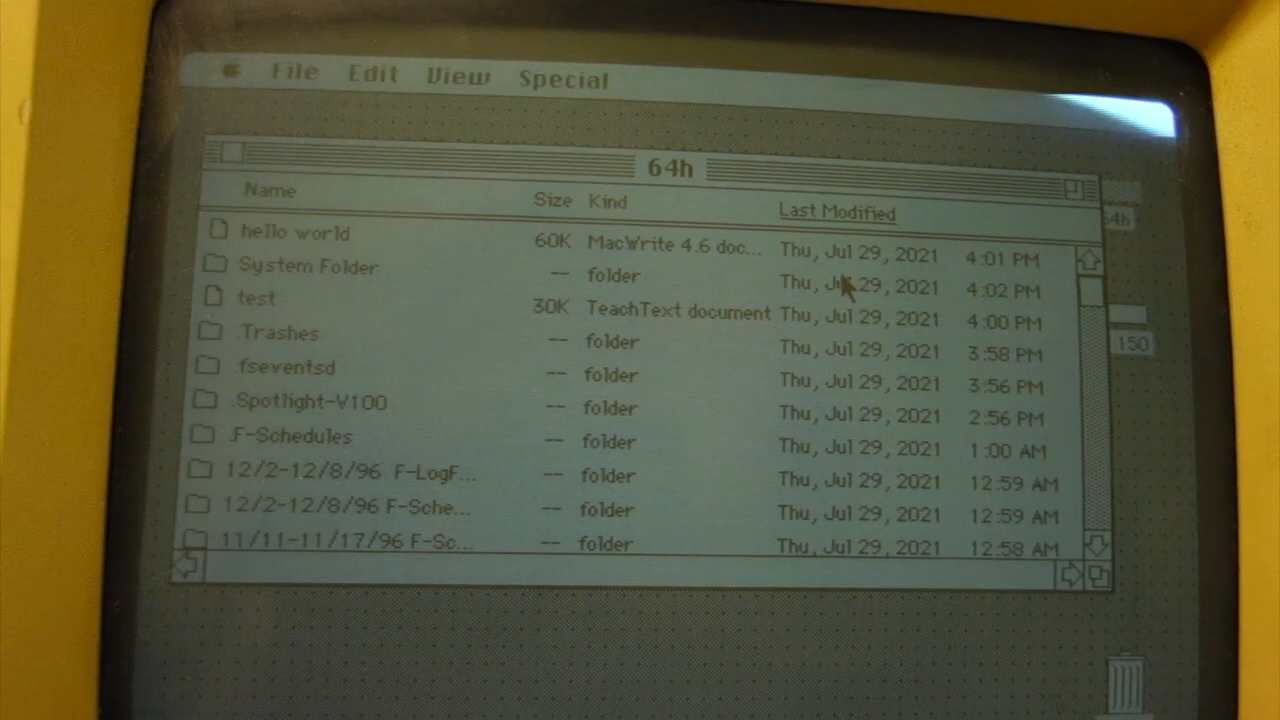 File Edit View Special
64h
Name Size Kind Last Modified
hello world 60K MacWrite 4.6 doc... Thu, Jul 29, 2021 4:01 PM
System Folder -- folder Thu, Jul 29, 2021 4:02 PM
test 30K TeachText document Thu, Jul 29, 2021 4:00 PM
.Trashes -- folder Thu, Jul 29, 2021 3:58 PM
.fseventsd -- folder Thu, Jul 29, 2021 3:56 PM
.Spotlight-V100 -- folder Thu, Jul 29, 2021 2:56 PM
.F-Schedules -- folder Thu, Jul 29, 2021 1:00 AM
12/2-12/8/96 F-LogF... -- folder Thu, Jul 29, 2021 12:59 AM
12/2-12/8/96 F-Sche... -- folder Thu, Jul 29, 2021 12:59 AM
11/11-11/17/96 F-Sc... -- folder Thu, Jul 29, 2021 12:58 AM
64h
150